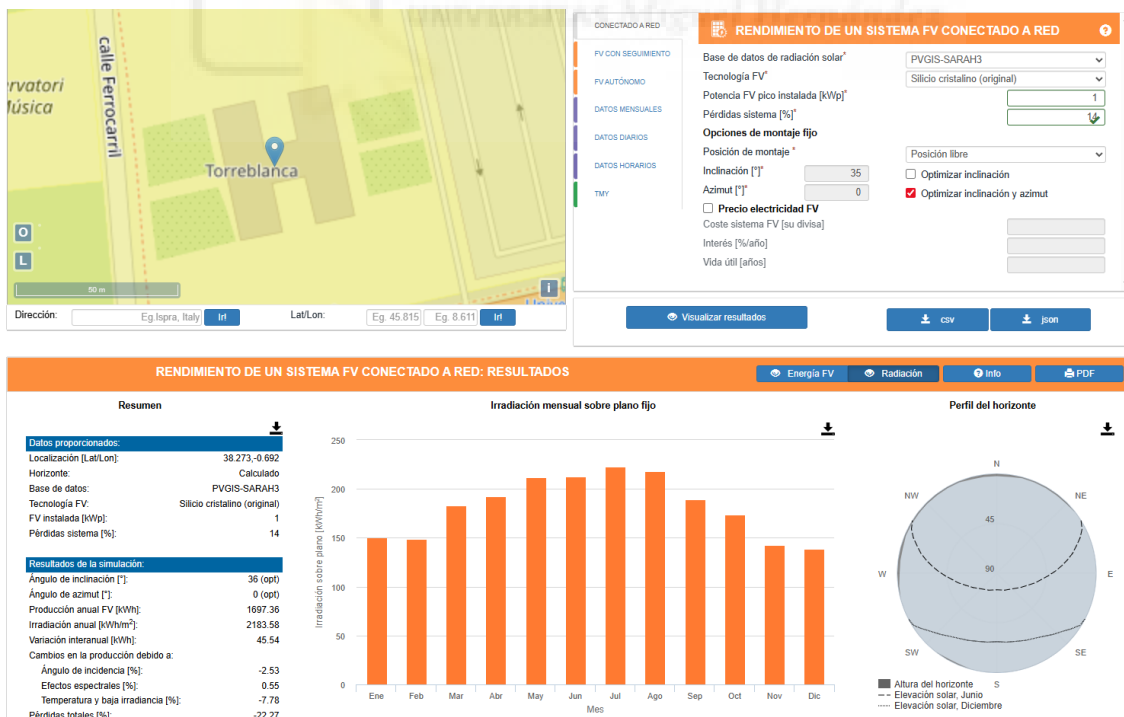 UNIVERSITAS Miguel Hernández
calle Ferrocarril
rvatori
lúsica
Torreblanca
O
L
50 m
i
Dirección: Eg.Ispra, Italy Ir! Lat/Lon: Eg. 45.815 Eg. 8.611 Ir!
CONECTADO A RED
FV CON SEGUIMIENTO
FV AUTÓNOMO
DATOS MENSUALES
DATOS DIARIOS
DATOS HORARIOS
TMY
RENDIMIENTO DE UN SISTEMA FV CONECTADO A RED ?
Base de datos de radiación solar* PVGIS-SARAH3
Tecnología FV* Silicio cristalino (original)
Potencia FV pico instalada [kWp]* 1
Pérdidas sistema [%]* 14
Opciones de montaje fijo
Posición de montaje * Posición libre
Inclinación [°]* 35 Optimizar inclinación
Azimut [°]* 0 Optimizar inclinación y azimut
Precio electricidad FV
Coste sistema FV [su divisa]
Interés [%/año]
Vida útil [años]
Visualizar resultados csv json
RENDIMIENTO DE UN SISTEMA FV CONECTADO A RED: RESULTADOS Energía FV Radiación ? Info PDF
Resumen
Datos proporcionados:
Localización [Lat/Lon]: 38.273,-0.692
Horizonte: Calculado
Base de datos: PVGIS-SARAH3
Tecnología FV: Silicio cristalino (original)
FV instalada [kWp]: 1
Pérdidas sistema [%]: 14
Resultados de la simulación:
Ángulo de inclinación [°]: 36 (opt)
Ángulo de azimut [°]: 0 (opt)
Producción anual FV [kWh]: 1697.36
Irradiación anual [kWh/m²]: 2183.58
Variación interanual [kWh]: 45.54
Cambios en la producción debido a:
Ángulo de incidencia [%]: -2.53
Efectos espectrales [%]: 0.55
Temperatura y baja irradiancia [%]: -7.78
Pérdidas totales [%]: -22.27
Irradiación mensual sobre plano fijo
Irradiación sobre plano [kWh/m²]
250
200
150
100
50
0
Ene Feb Mar Abr May Jun Jul Ago Sep Oct Nov Dic
Mes
Perfil del horizonte
N
NW NE
45
W 90 E
SW SE
S
Altura del horizonte
Elevación solar, Junio
Elevación solar, Diciembre